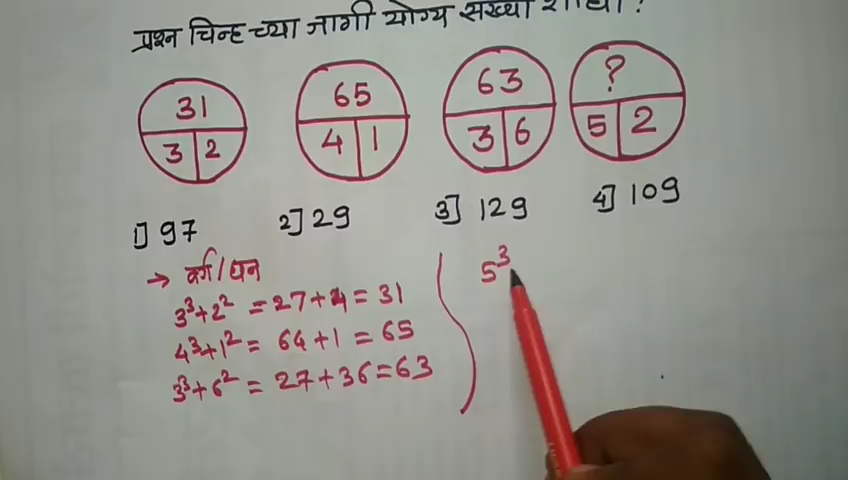 प्रश्न चिन्ह च्या जागी योग्य संख्या शोधा ?
31 65 63 ?
3 2 4 1 3 6 5 2
1] 97 2] 29 3] 129 4] 109
→ वर्ग / घन
3³+2² = 27+4 = 31
4³+1² = 64+1 = 65
3³+6² = 27+36=63
5³